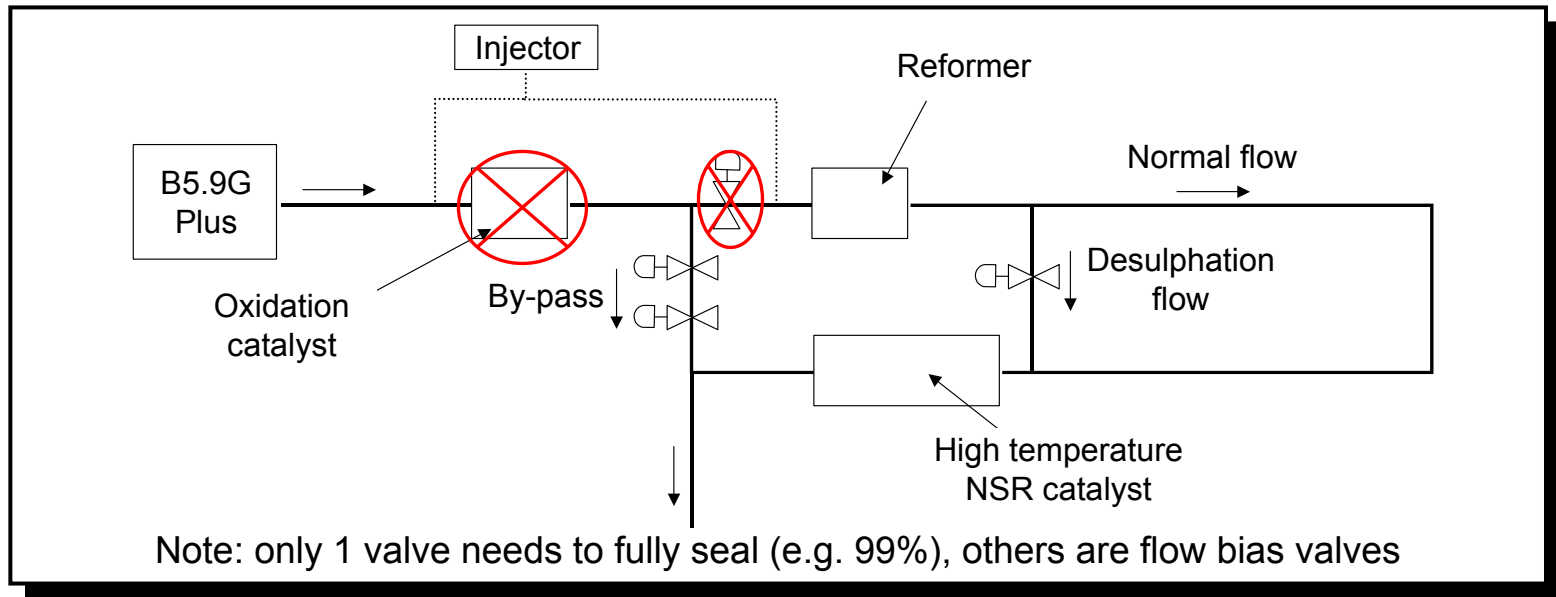 Injector
Reformer
B5.9G
Plus
Normal flow
Oxidation
catalyst
By-pass
Desulphation
flow
High temperature
NSR catalyst
Note: only 1 valve needs to fully seal (e.g. 99%), others are flow bias valves